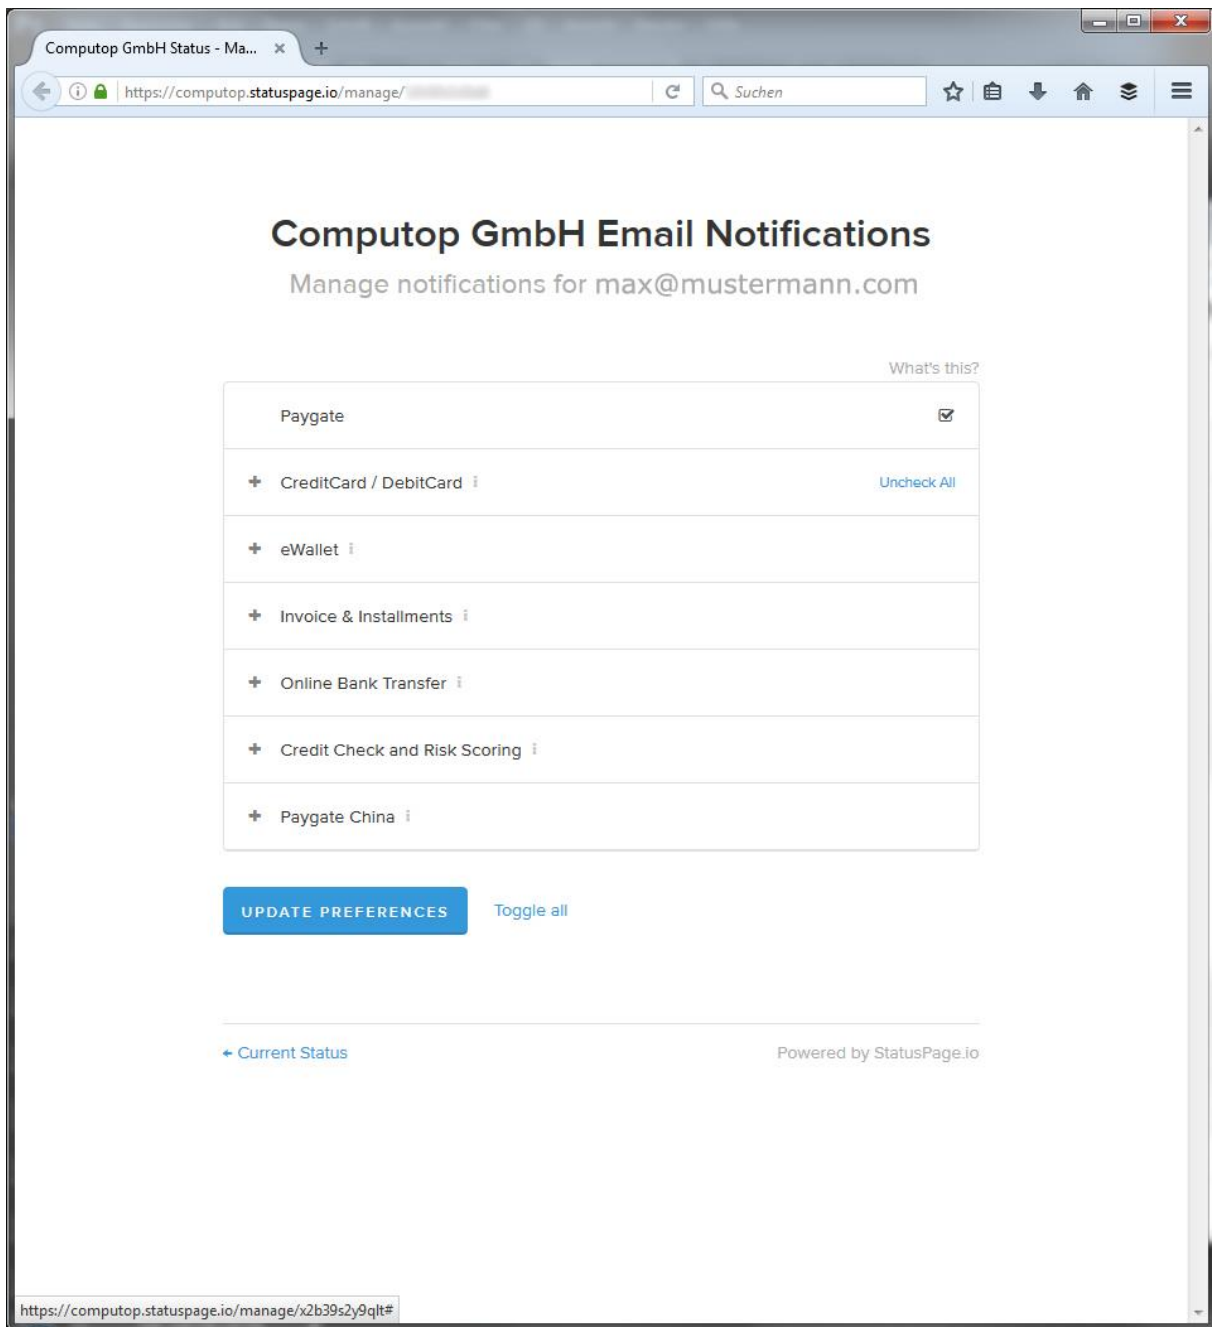 Computop GmbH Status - Ma...
https://computop.statuspage.io/manage/
Suchen
Computop GmbH Email Notifications
Manage notifications for max@mustermann.com
What's this?
Paygate
CreditCard / DebitCard
Uncheck All
eWallet
Invoice & Installments
Online Bank Transfer
Credit Check and Risk Scoring
Paygate China
UPDATE PREFERENCES
Toggle all
Current Status
Powered by StatusPage.io
https://computop.statuspage.io/manage/x2b39s2y9qlt#